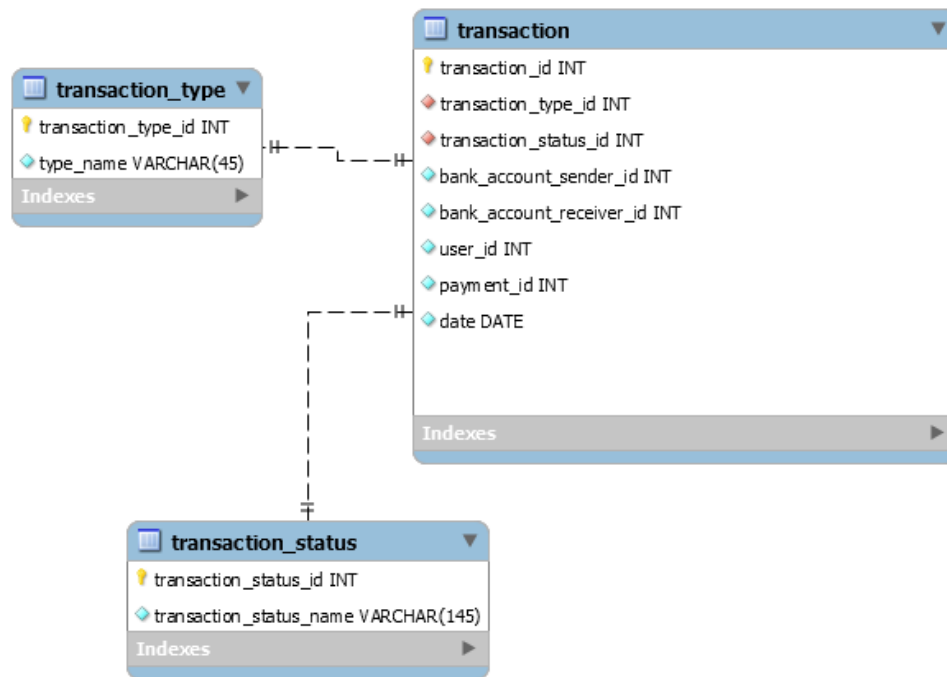 transaction_type
transaction_type_id INT
type_name VARCHAR(45)
Indexes
transaction
transaction_id INT
transaction_type_id INT
transaction_status_id INT
bank_account_sender_id INT
bank_account_receiver_id INT
user_id INT
payment_id INT
date DATE
Indexes
transaction_status
transaction_status_id INT
transaction_status_name VARCHAR(145)
Indexes